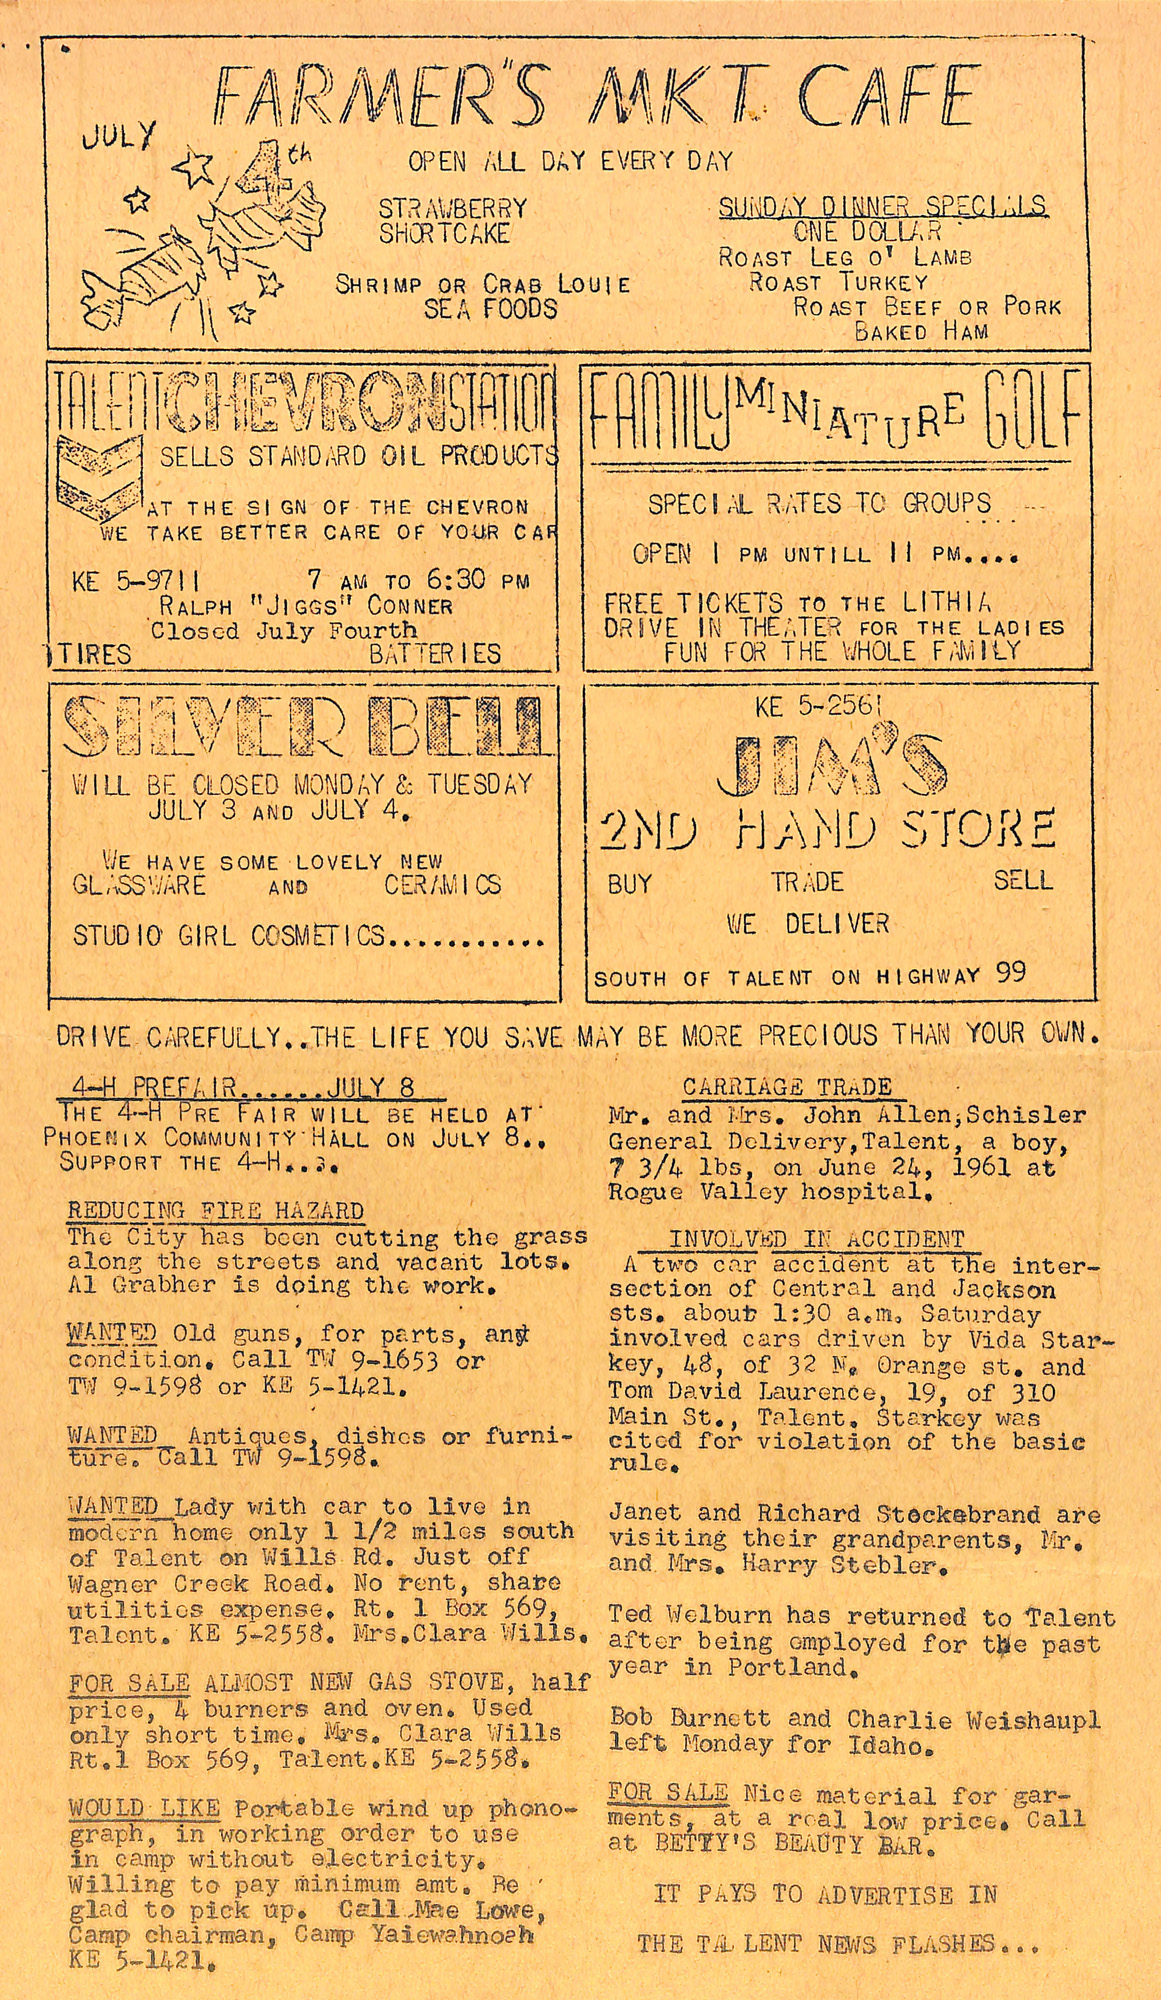 FARMER'S MKT CAFE
JULY
4th
OPEN ALL DAY EVERY DAY
STRAWBERRY
SHORTCAKE
SHRIMP OR CRAB LOUIE
SEA FOODS
SUNDAY DINNER SPECIALS
ONE DOLLAR
ROAST LEG O' LAMB
ROAST TURKEY
ROAST BEEF OR PORK
BAKED HAM
TALENT CHEVRON STATION
SELLS STANDARD OIL PRODUCTS
AT THE SIGN OF THE CHEVRON
WE TAKE BETTER CARE OF YOUR CAR
KE 5-9711 7 AM TO 6:30 PM
RALPH "JIGGS" CONNER
Closed July Fourth
TIRES BATTERIES
FAMILY MINIATURE GOLF
SPECIAL RATES TO GROUPS
OPEN 1 PM UNTILL 11 PM....
FREE TICKETS TO THE LITHIA
DRIVE IN THEATER FOR THE LADIES
FUN FOR THE WHOLE FAMILY
SILVER BELL
WILL BE CLOSED MONDAY & TUESDAY
JULY 3 AND JULY 4.
WE HAVE SOME LOVELY NEW
GLASSWARE AND CERAMICS
STUDIO GIRL COSMETICS...........
KE 5-2561
JIM'S
2ND HAND STORE
BUY TRADE SELL
WE DELIVER
SOUTH OF TALENT ON HIGHWAY 99
DRIVE CAREFULLY..THE LIFE YOU SAVE MAY BE MORE PRECIOUS THAN YOUR OWN.
4-H PREFAIR.......JULY 8
THE 4-H PRE FAIR WILL BE HELD AT
PHOENIX COMMUNITY HALL ON JULY 8..
SUPPORT THE 4-H....
REDUCING FIRE HAZARD
The City has been cutting the grass
along the streets and vacant lots.
Al Grabher is doing the work.
WANTED Old guns, for parts, any
condition. Call TW 9-1653 or
TW 9-1598 or KE 5-1421.
WANTED Antiques, dishes or furni-
ture. Call TW 9-1598.
WANTED Lady with car to live in
modern home only 1 1/2 miles south
of Talent on Wills Rd. Just off
Wagner Creek Road. No rent, share
utilities expense. Rt. 1 Box 569,
Talent. KE 5-2558. Mrs.Clara Wills.
FOR SALE ALMOST NEW GAS STOVE, half
price, 4 burners and oven. Used
only short time. Mrs. Clara Wills
Rt.1 Box 569, Talent.KE 5-2558.
WOULD LIKE Portable wind up phono-
graph, in working order to use
in camp without electricity.
Willing to pay minimum amt. Be
glad to pick up. Call Mae Lowe,
Camp chairman, Camp Yaiewahnoah
KE 5-1421.
CARRIAGE TRADE
Mr. and Mrs. John Allen,Schisler
General Delivery,Talent, a boy,
7 3/4 lbs, on June 24, 1961 at
Rogue Valley hospital.
INVOLVED IN ACCIDENT
A two car accident at the inter-
section of Central and Jackson
sts. about 1:30 a.m. Saturday
involved cars driven by Vida Star-
key, 48, of 32 N. Orange st. and
Tom David Laurence, 19, of 310
Main St., Talent. Starkey was
cited for violation of the basic
rule.
Janet and Richard Stockebrand are
visiting their grandparents, Mr.
and Mrs. Harry Stebler.
Ted Welburn has returned to Talent
after being employed for the past
year in Portland.
Bob Burnett and Charlie Weishaupl
left Monday for Idaho.
FOR SALE Nice material for gar-
ments, at a real low price. Call
at BETTY'S BEAUTY BAR.
IT PAYS TO ADVERTISE IN
THE TALENT NEWS FLASHES...